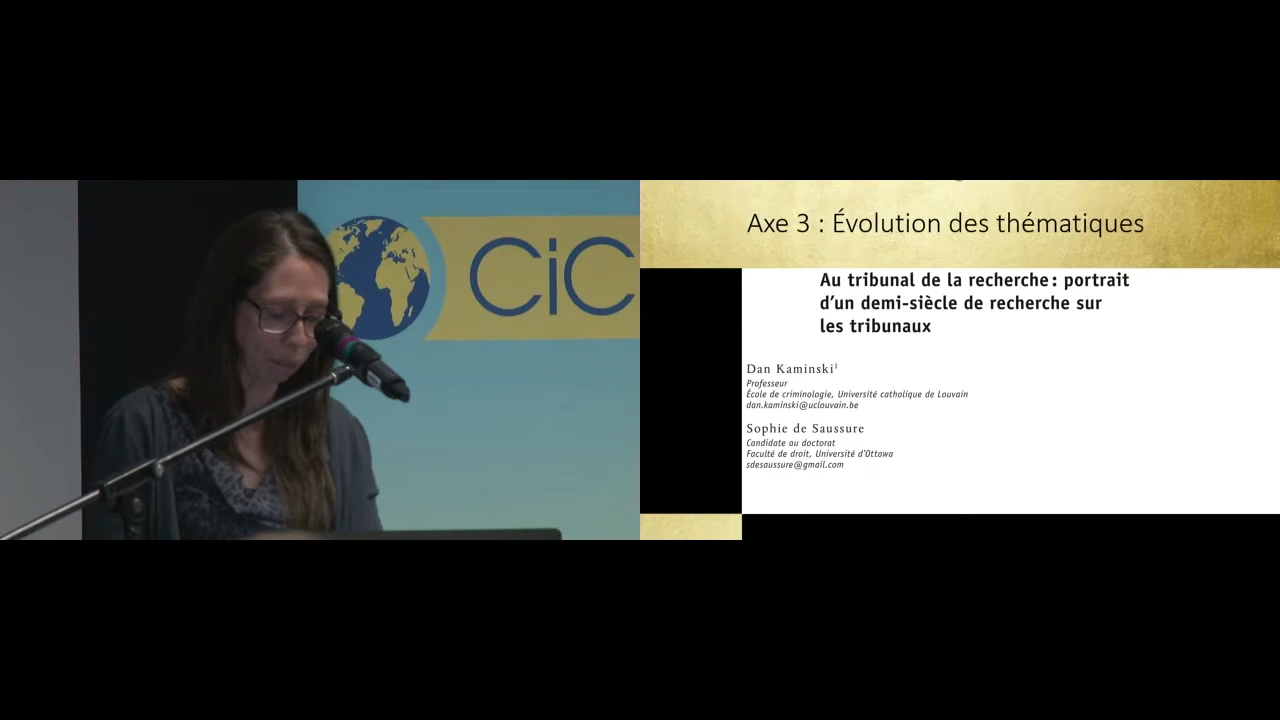 CiC
Axe 3 : Évolution des thématiques
Au tribunal de la recherche : portrait
d'un demi-siècle de recherche sur
les tribunaux
Dan Kaminski¹
Professeur
École de criminologie, Université catholique de Louvain
dan.kaminski@uclouvain.be
Sophie de Saussure
Candidate au doctorat
Faculté de droit, Université d'Ottawa
sdesaussure@gmail.com